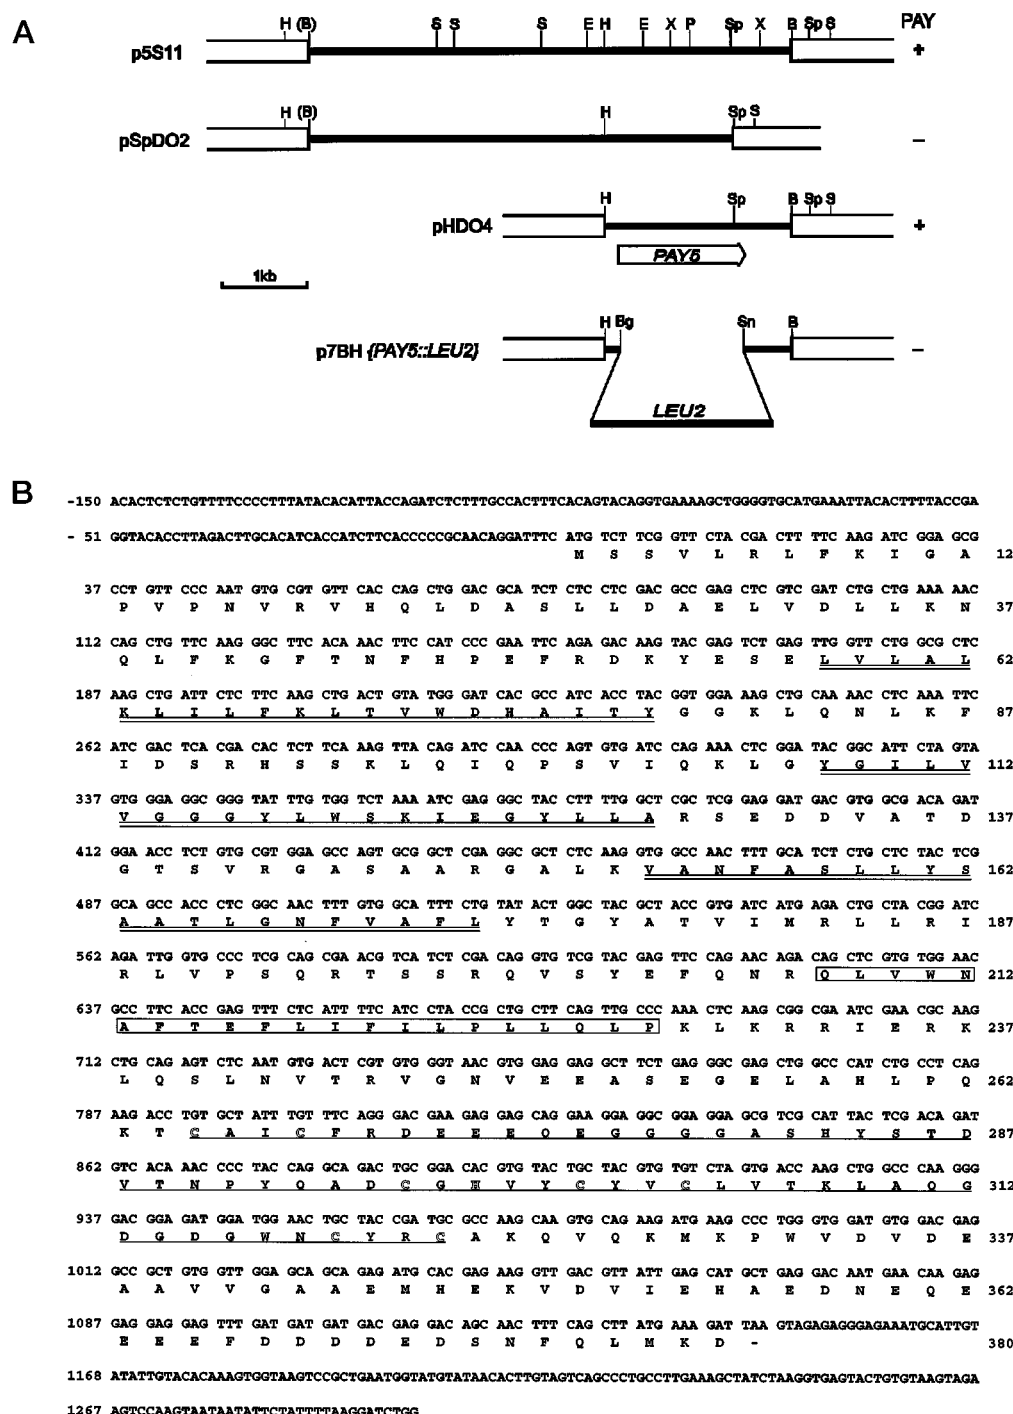 A
PAY
p5S11
H (B) S S S E H E X P Sp X B Sp S
+
pSpDO2
H (B) H Sp S
–
pHDO4
H Sp B Sp S
+
PAY5
1kb
p7BH {PAY5::LEU2}
H Bg Sn B
–
LEU2
B
-150 ACACTCTCTGTTTTCCCCTTTATACACATTACCAGATCTCTTTGCCACTTTCACAGTACAGGTGAAAAGCTGGGGTGCATGAAATTACACTTTTACCGA
- 51 GGTACACCTTAGACTTGCACATCACCATCTTCACCCCCGCAACAGGATTTC ATG TCT TCG GTT CTA CGA CTT TTC AAG ATC GGA GCG
M S S V L R L F K I G A 12
37 CCT GTT CCC AAT GTG CGT GTT CAC CAG CTG GAC GCA TCT CTC CTC GAC GCC GAG CTC GTC GAT CTG CTG AAA AAC
P V P N V R V H Q L D A S L L D A E L V D L L K N 37
112 CAG CTG TTC AAG GGC TTC ACA AAC TTC CAT CCC GAA TTC AGA GAC AAG TAC GAG TCT GAG TTG GTT CTG GCG CTC
Q L F K G F T N F H P E F R D K Y E S E L V L A L 62
187 AAG CTG ATT CTC TTC AAG CTG ACT GTA TGG GAT CAC GCC ATC ACC TAC GGT GGA AAG CTG CAA AAC CTC AAA TTC
K L I L F K L T V W D H A I T Y G G K L Q N L K F 87
262 ATC GAC TCA CGA CAC TCT TCA AAG TTA CAG ATC CAA CCC AGT GTG ATC CAG AAA CTC GGA TAC GGC ATT CTA GTA
I D S R H S S K L Q I Q P S V I Q K L G Y G I L V 112
337 GTG GGA GGC GGG TAT TTG TGG TCT AAA ATC GAG GGC TAC CTT TTG GCT CGC TCG GAG GAT GAC GTG GCG ACA GAT
V G G G Y L W S K I E G Y L L A R S E D D V A T D 137
412 GGA ACC TCT GTG CGT GGA GCC AGT GCG GCT CGA GGC GCT CTC AAG GTG GCC AAC TTT GCA TCT CTG CTC TAC TCG
G T S V R G A S A A R G A L K V A N F A S L L Y S 162
487 GCA GCC ACC CTC GGC AAC TTT GTG GCA TTT CTG TAT ACT GGC TAC GCT ACC GTG ATC ATG AGA CTG CTA CGG ATC
A A T L G N F V A F L Y T G Y A T V I M R L L R I 187
562 AGA TTG GTG CCC TCG CAG CGA ACG TCA TCT CGA CAG GTG TCG TAC GAG TTC CAG AAC AGA CAG CTC GTG TGG AAC
R L V P S Q R T S S R Q V S Y E F Q N R Q L V W N 212
637 GCC TTC ACC GAG TTT CTC ATT TTC ATC CTA CCG CTG CTT CAG TTG CCC AAA CTC AAG CGG CGA ATC GAA CGC AAG
A F T E F L I F I L P L L Q L P K L K R R I E R K 237
712 CTG CAG AGT CTC AAT GTG ACT CGT GTG GGT AAC GTG GAG GAG GCT TCT GAG GGC GAG CTG GCC CAT CTG CCT CAG
L Q S L N V T R V G N V E E A S E G E L A H L P Q 262
787 AAG ACC TGT GCT ATT TGT TTC AGG GAC GAA GAG GAG CAG GAA GGA GGC GGA GGA GCG TCG CAT TAC TCG ACA GAT
K T C A I C F R D E E E Q E G G G G A S H Y S T D 287
862 GTC ACA AAC CCC TAC CAG GCA GAC TGC GGA CAC GTG TAC TGC TAC GTG TGT CTA GTG ACC AAG CTG GCC CAA GGG
V T N P Y Q A D C G H V Y C Y V C L V T K L A Q G 312
937 GAC GGA GAT GGA TGG AAC TGC TAC CGA TGC GCC AAG CAA GTG CAG AAG ATG AAG CCC TGG GTG GAT GTG GAC GAG
D G D G W N C Y R C A K Q V Q K M K P W V D V D E 337
1012 GCC GCT GTG GTT GGA GCA GCA GAG ATG CAC GAG AAG GTT GAC GTT ATT GAG CAT GCT GAG GAC AAT GAA CAA GAG
A A V V G A A E M H E K V D V I E H A E D N E Q E 362
1087 GAG GAG GAG TTT GAT GAT GAT GAC GAG GAC AGC AAC TTT CAG CTT ATG AAA GAT TAA GTAGAGAGGGAGAAATGCATTGT
E E E F D D D D E D S N F Q L M K D - 380
1168 ATATTGTACACAAAGTGGTAAGTCCGCTGAATGGTATGTATAACACTTGTAGTCAGCCCTGCCTTGAAAGCTATCTAAGGTGAGTACTGTGTAAGTAGA
1267 AGTCCAAGTAATAATATTCTATTTTAAGGATCTGG